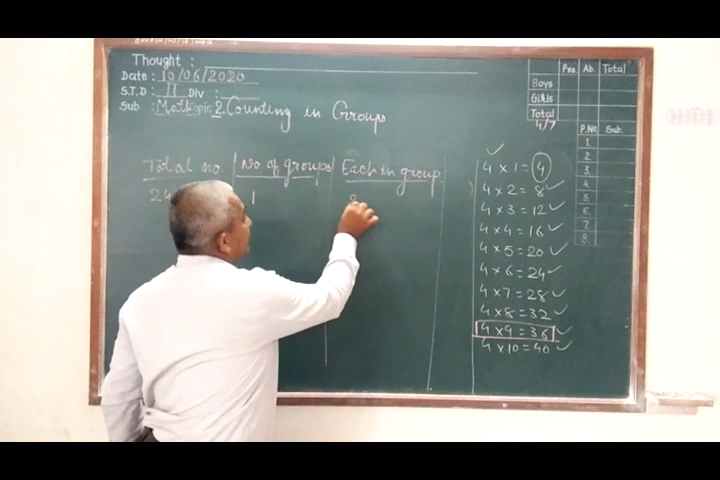 Thought :
Date : 10/06/2020
S.T.D : II Div :
Sub : Math Topic 2. Counting in Groups
Pre. Ab. Total
Boys
Girls
Total
4/7
P.No Sub.
1.
2.
3.
4.
5.
6.
7.
8.
Total no. No of groups Each in group
24 1
4 × 1 = 4
4 × 2 = 8
4 × 3 = 12
4 × 4 = 16
4 × 5 = 20
4 × 6 = 24
4 × 7 = 28
4 × 8 = 32
4 × 9 = 36
4 × 10 = 40